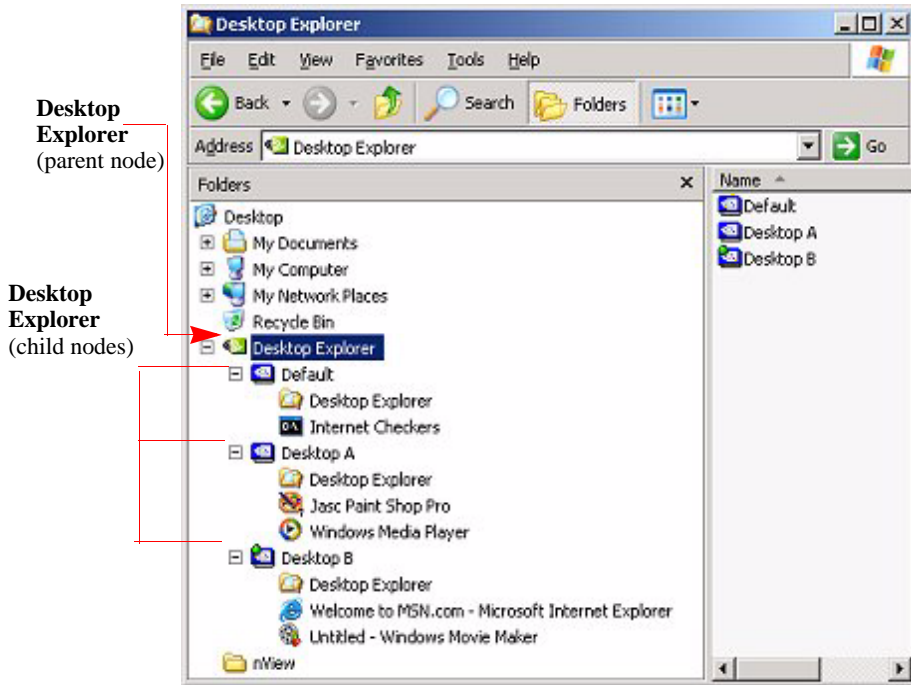 Desktop Explorer
File Edit View Favorites Tools Help
Back Search Folders
Address Desktop Explorer Go
Desktop
Explorer
(parent node)
Folders x
Name
Desktop
My Documents
My Computer
My Network Places
Recycle Bin
Desktop Explorer
Default
Desktop Explorer
Internet Checkers
Desktop A
Desktop Explorer
Jasc Paint Shop Pro
Windows Media Player
Desktop B
Desktop Explorer
Welcome to MSN.com - Microsoft Internet Explorer
Untitled - Windows Movie Maker
nView
Default
Desktop A
Desktop B
Desktop
Explorer
(child nodes)